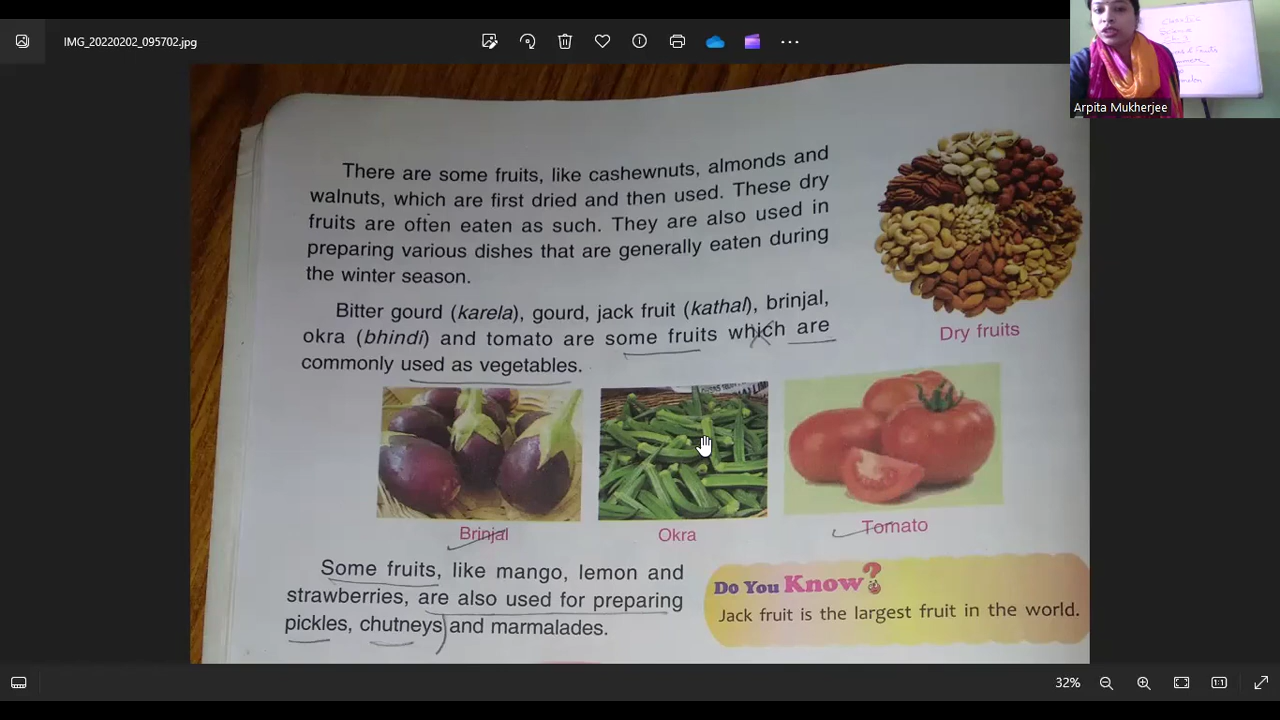 IMG_20220202_095702.jpg
Arpita Mukherjee
There are some fruits, like cashewnuts, almonds and
walnuts, which are first dried and then used. These dry
fruits are often eaten as such. They are also used in
preparing various dishes that are generally eaten during
the winter season.
Dry fruits
Bitter gourd (karela), gourd, jack fruit (kathal), brinjal,
okra (bhindi) and tomato are some fruits which are
commonly used as vegetables.
Brinjal
Okra
Tomato
Some fruits, like mango, lemon and
strawberries, are also used for preparing
pickles, chutneys and marmalades.
Do You Know?
Jack fruit is the largest fruit in the world.
32%
1:1